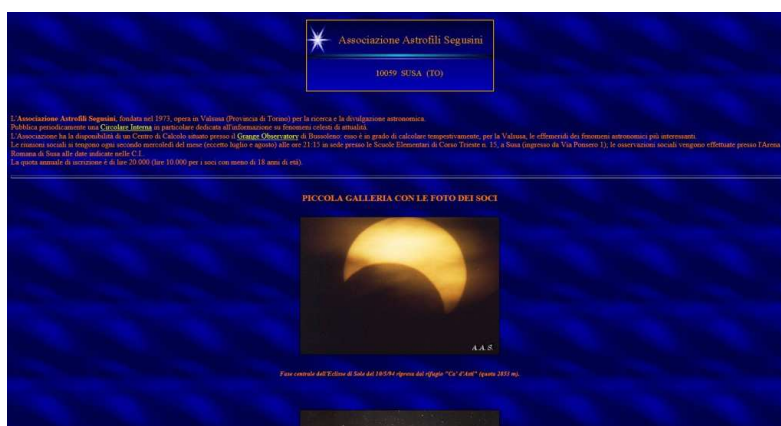 Associazione Astrofili Segusini
10059 SUSA (TO)
L'Associazione Astrofili Segusini, fondata nel 1973, opera in Valsusa (Provincia di Torino) per la ricerca e la divulgazione astronomica.
Pubblica periodicamente una Circolare Interna in particolare dedicata all'informazione su fenomeni celesti di attualità.
L'Associazione ha la disponibilità di un Centro di Calcolo situato presso il Grange Observatory di Bussoleno: esso è in grado di calcolare tempestivamente, per la Valsusa, le effemeridi dei fenomeni astronomici più interessanti.
Le riunioni sociali si tengono ogni secondo mercoledì del mese (eccetto luglio e agosto) alle ore 21:15 in sede presso le Scuole Elementari di Corso Trieste n. 15, a Susa (ingresso da Via Ponsero 1); le osservazioni sociali vengono effettuate presso l'Arena
Romana di Susa alle date indicate nelle C.I..
La quota annuale di iscrizione è di lire 20.000 (lire 10.000 per i soci con meno di 18 anni di età).
PICCOLA GALLERIA CON LE FOTO DEI SOCI
A.A.S.
Fase centrale dell'Eclisse di Sole del 10/5/94 ripresa dal rifugio "Ca' d'Asti" (quota 2853 m).